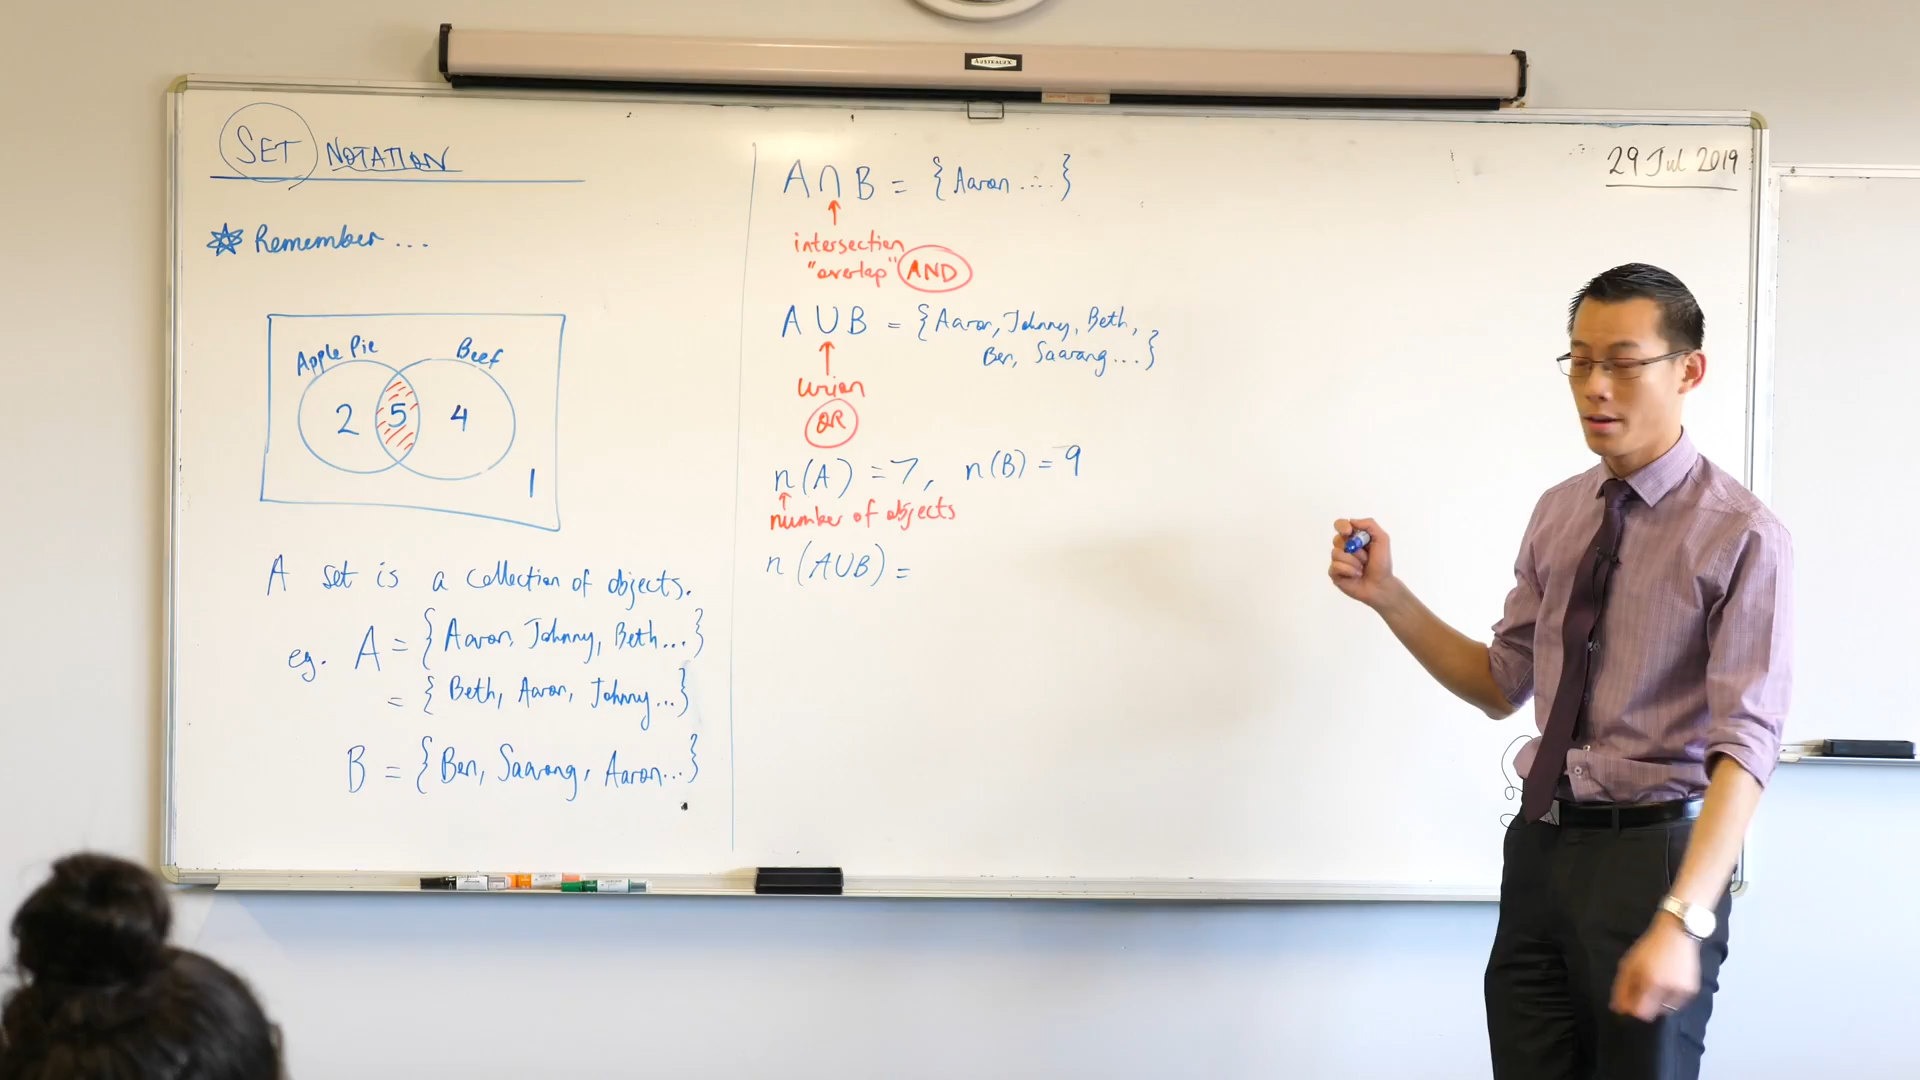 AUSTRALUX
SET NOTATION
Remember ...
Apple Pie
Beef
2 5 4
1
A set is a collection of objects.
eg. A = {Aaron, Johnny, Beth...}
= {Beth, Aaron, Johnny...}
B = {Ben, Saarang, Aaron...}
A∩B = {Aaron ...}
intersection
"overlap" AND
A∪B = {Aaron, Johnny, Beth,
Ben, Saarang ...}
union
OR
n(A) = 7, n(B) = 9
number of objects
n(A∪B) =
29 Jul 2019